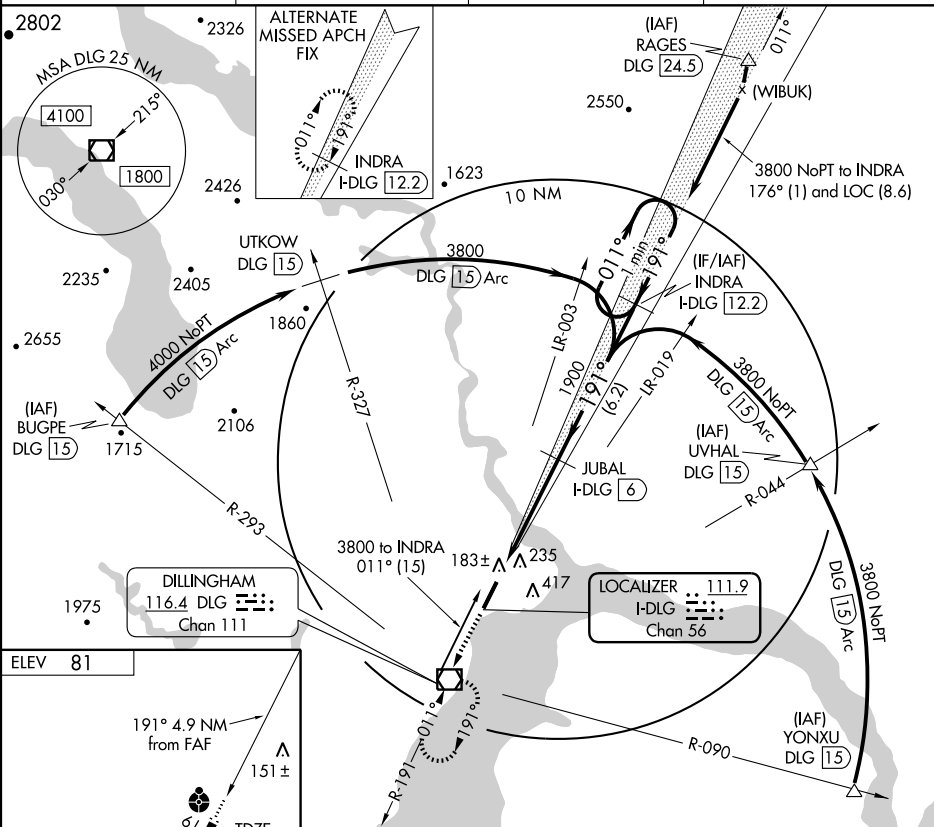 2802
2326
MSA DLG 25 NM
4100
215°
030°
1800
ALTERNATE
MISSED APCH
FIX
011°
191°
INDRA
I-DLG 12.2
(IAF)
RAGES
DLG 24.5
011°
(WIBUK)
2550
3800 NoPT to INDRA
176° (1) and LOC (8.6)
1623
2426
10 NM
UTKOW
DLG 15
3800
DLG 15 Arc
011°
1 min
191°
(IF/IAF)
INDRA
I-DLG 12.2
2235
2405
1860
2655
4000 NoPT
DLG 15 Arc
LR-003
1900
191°
(6.2)
LR-019
3800 NoPT
DLG 15 Arc
R-327
(IAF)
BUGPE
DLG 15
1715
2106
(IAF)
UVHAL
DLG 15
R-044
JUBAL
I-DLG 6
R-293
3800 to INDRA
011° (15)
183±
235
417
3800 NoPT
DLG 15 Arc
DILLINGHAM
116.4 DLG
Chan 111
LOCALIZER 111.9
I-DLG
Chan 56
1975
ELEV 81
191° 4.9 NM
from FAF
151±
011°
191°
R-191
R-090
(IAF)
YONXU
DLG 15